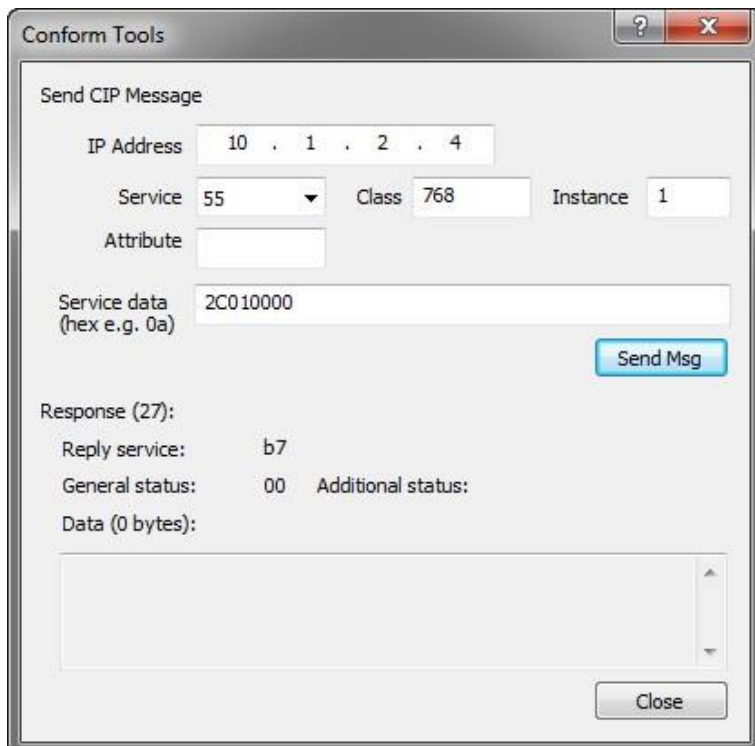 Conform Tools
?
Send CIP Message
IP Address 10 . 1 . 2 . 4
Service 55 Class 768 Instance 1
Attribute
Service data 2C010000
(hex e.g. 0a)
Send Msg
Response (27):
Reply service: b7
General status: 00 Additional status:
Data (0 bytes):
Close